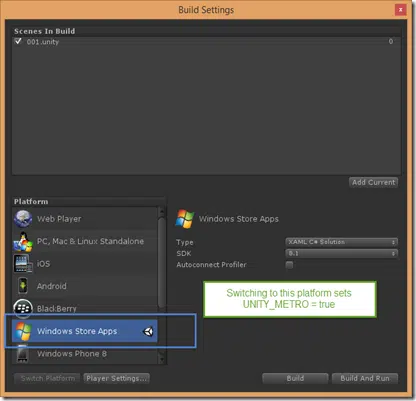 Build Settings
x
Scenes In Build
001.unity 0
Add Current
Platform
Web Player
PC, Mac & Linux Standalone
iOS
Android
BlackBerry
Windows Store Apps
Windows Phone 8
Windows Store Apps
Type XAML C# Solution
SDK 8.1
Autoconnect Profiler
Switching to this platform sets
UNITY_METRO = true
Switch Platform
Player Settings...
Build
Build And Run